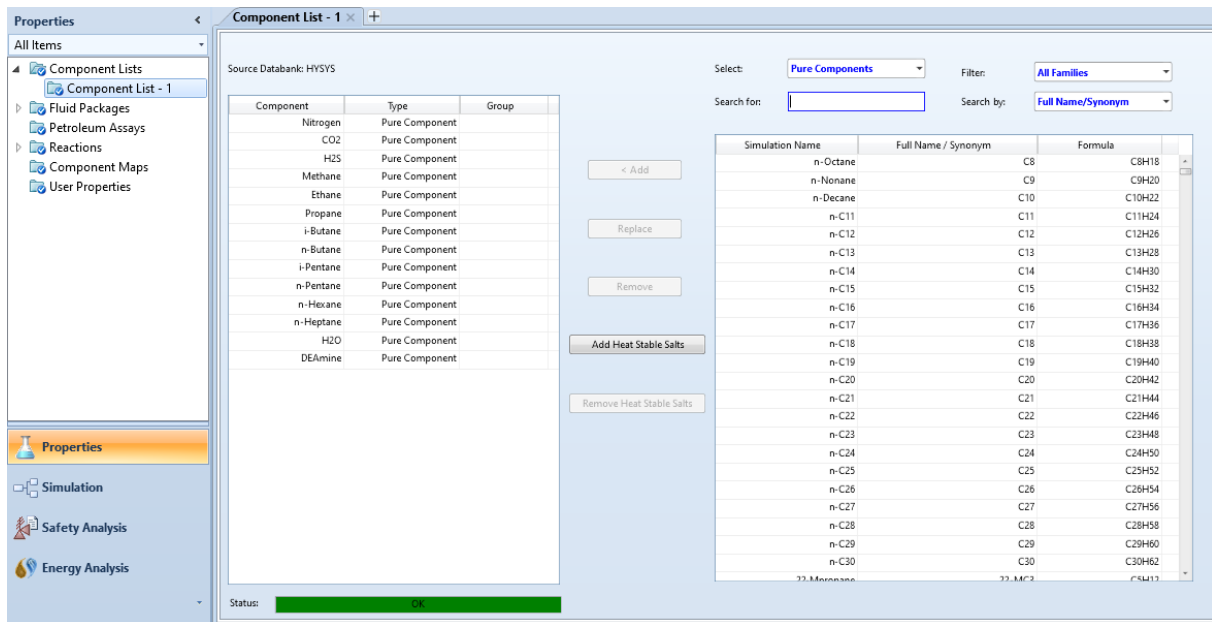 Properties
All Items
Component Lists
Component List - 1
Fluid Packages
Petroleum Assays
Reactions
Component Maps
User Properties
Properties
Simulation
Safety Analysis
Energy Analysis
Component List - 1
Source Databank: HYSYS
Component Type Group
Nitrogen Pure Component
CO2 Pure Component
H2S Pure Component
Methane Pure Component
Ethane Pure Component
Propane Pure Component
i-Butane Pure Component
n-Butane Pure Component
i-Pentane Pure Component
n-Pentane Pure Component
n-Hexane Pure Component
n-Heptane Pure Component
H2O Pure Component
DEAmine Pure Component
Status: OK
< Add
Replace
Remove
Add Heat Stable Salts
Remove Heat Stable Salts
Select: Pure Components Filter: All Families
Search for: Search by: Full Name/Synonym
Simulation Name Full Name / Synonym Formula
n-Octane C8 C8H18
n-Nonane C9 C9H20
n-Decane C10 C10H22
n-C11 C11 C11H24
n-C12 C12 C12H26
n-C13 C13 C13H28
n-C14 C14 C14H30
n-C15 C15 C15H32
n-C16 C16 C16H34
n-C17 C17 C17H36
n-C18 C18 C18H38
n-C19 C19 C19H40
n-C20 C20 C20H42
n-C21 C21 C21H44
n-C22 C22 C22H46
n-C23 C23 C23H48
n-C24 C24 C24H50
n-C25 C25 C25H52
n-C26 C26 C26H54
n-C27 C27 C27H56
n-C28 C28 C28H58
n-C29 C29 C29H60
n-C30 C30 C30H62
22-MC3 C5H12